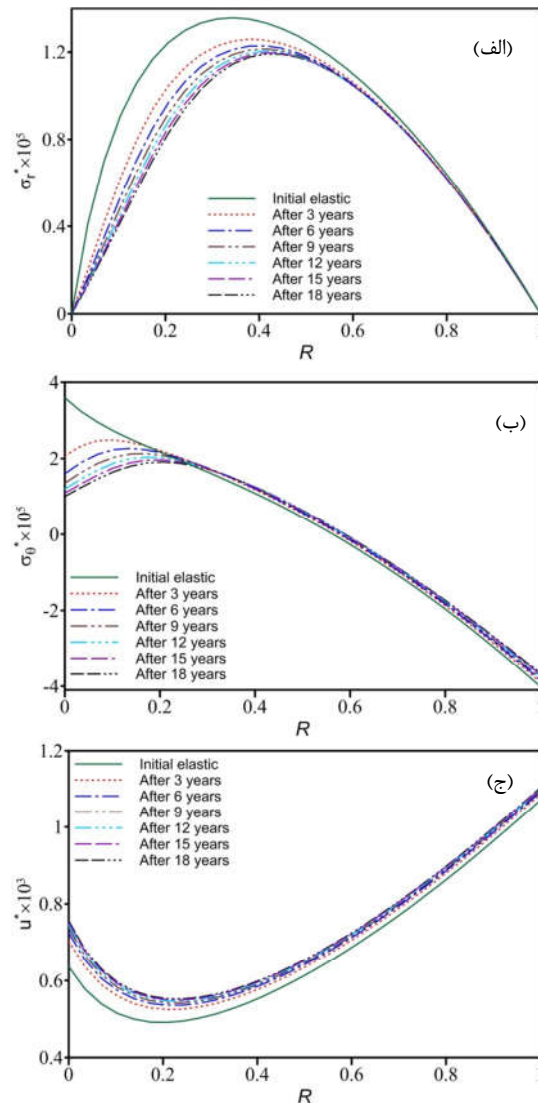 (الف)
1.2
0.8
0.4
0
σr*×10⁵
Initial elastic
After 3 years
After 6 years
After 9 years
After 12 years
After 15 years
After 18 years
0 0.2 0.4 0.6 0.8 1
R
(ب)
4
2
0
-2
-4
σθ*×10⁵
Initial elastic
After 3 years
After 6 years
After 9 years
After 12 years
After 15 years
After 18 years
0 0.2 0.4 0.6 0.8 1
R
(ج)
1.2
1
0.8
0.6
0.4
u*×10³
Initial elastic
After 3 years
After 6 years
After 9 years
After 12 years
After 15 years
After 18 years
0 0.2 0.4 0.6 0.8 1
R